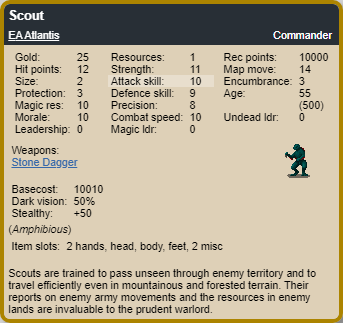 Scout
EA Atlantis Commander
Gold: 25 Resources: 1 Rec points: 10000
Hit points: 12 Strength: 11 Map move: 14
Size: 2 Attack skill: 10 Encumbrance: 3
Protection: 3 Defence skill: 9 Age: 55
Magic res: 10 Precision: 8 (500)
Morale: 10 Combat speed: 10 Undead ldr: 0
Leadership: 0 Magic ldr: 0
Weapons:
Stone Dagger
Basecost: 10010
Dark vision: 50%
Stealthy: +50
(Amphibious)
Item slots: 2 hands, head, body, feet, 2 misc
Scouts are trained to pass unseen through enemy territory and to
travel efficiently even in mountainous and forested terrain. Their
reports on enemy army movements and the resources in enemy
lands are invaluable to the prudent warlord.